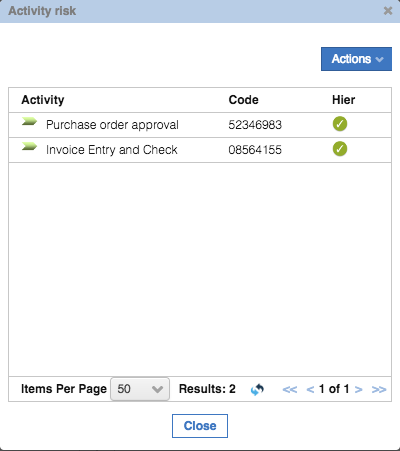 Activity risk
Actions
Activity Code Hier
Purchase order approval 52346983
Invoice Entry and Check 08564155
Items Per Page 50 Results: 2 << < 1 of 1 > >>
Close